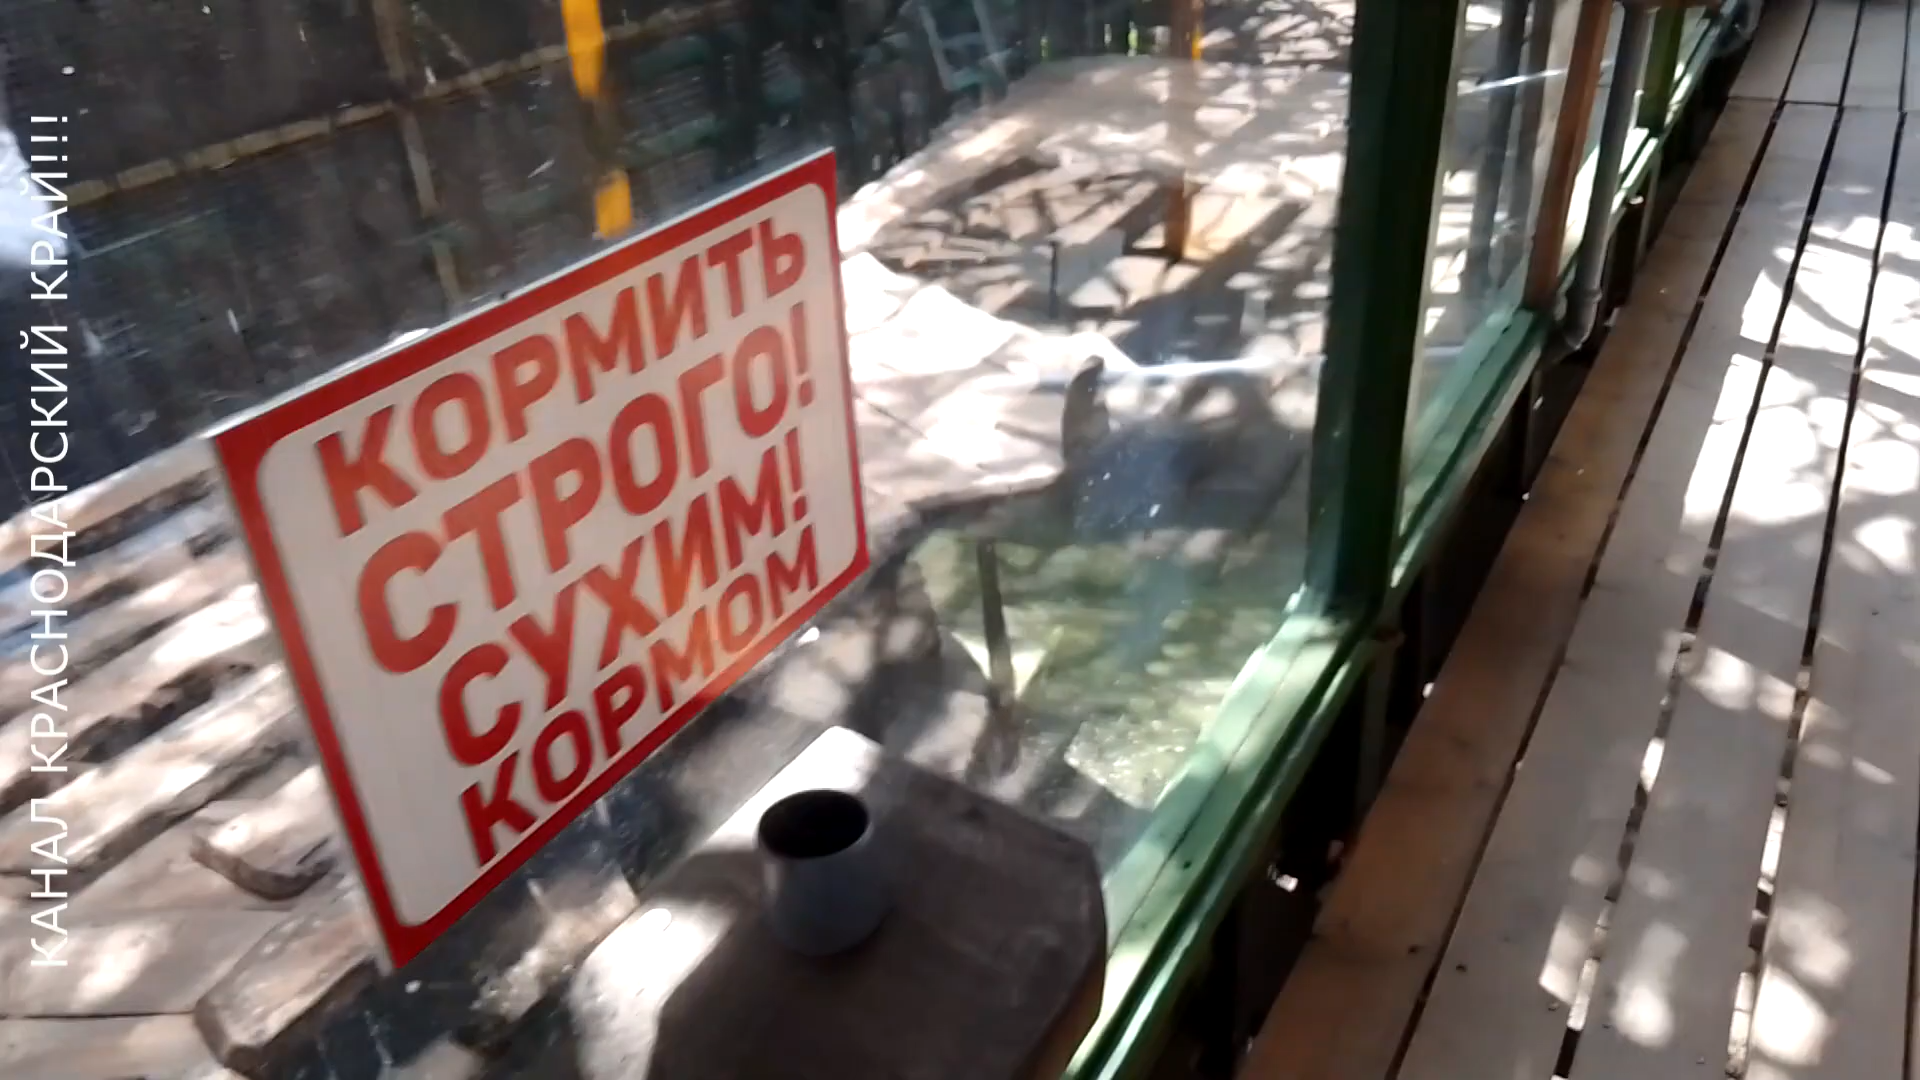 КАНАЛ КРАСНОДАРСКИЙ КРАЙ!!!
КОРМИТЬ
СТРОГО!
СУХИМ!
КОРМОМ